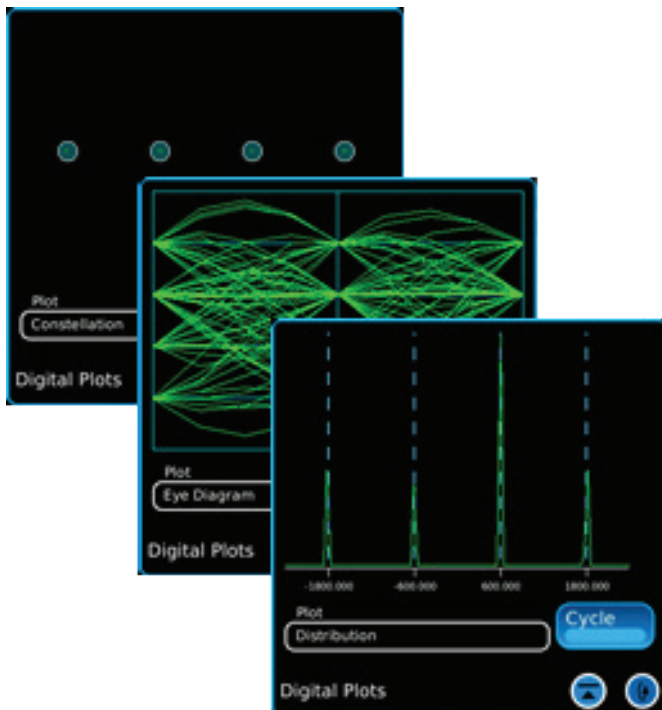 Plot
Constellation
Digital Plots
Plot
Eye Diagram
Digital Plots
-1800.000 -600.000 600.000 1800.000
Plot
Distribution
Cycle
Digital Plots